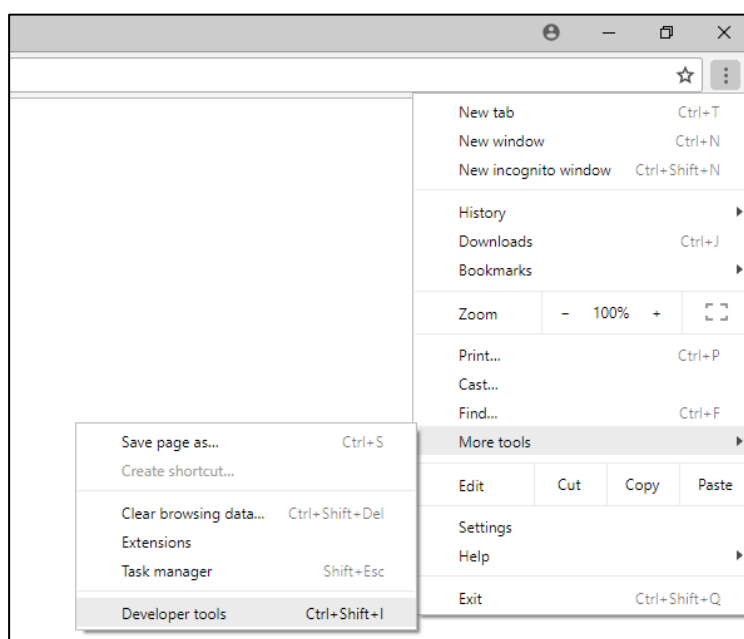 New tab Ctrl+T
New window Ctrl+N
New incognito window Ctrl+Shift+N
History
Downloads Ctrl+J
Bookmarks
Zoom - 100% +
Print... Ctrl+P
Cast...
Find... Ctrl+F
More tools
Edit Cut Copy Paste
Settings
Help
Exit Ctrl+Shift+Q
Save page as... Ctrl+S
Create shortcut...
Clear browsing data... Ctrl+Shift+Del
Extensions
Task manager Shift+Esc
Developer tools Ctrl+Shift+I